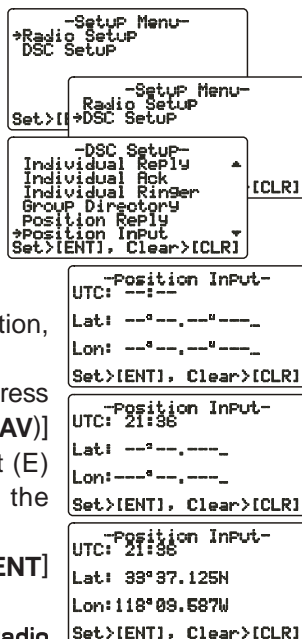 -Setup Menu-
→Radio Setup
DSC Setup
-Setup Menu-
Radio Setup
→DSC Setup
Set>[E
-DSC Setup-
Individual Reply ▲
Individual Ack
Individual Ringer
Group Directory
Position Reply
→Position Input ▼
Set>[ENT], Clear>[CLR]
[CLR]
-Position Input-
UTC: --:--
Lat: --°--.--"---_
Lon: --°--.--"---_
Set>[ENT], Clear>[CLR]
tion,
ress
AV)]
t (E)
the
ENT]
adio
-Position Input-
UTC: 21:36
Lat: --°--.---_
Lon:---°--.---_
Set>[ENT], Clear>[CLR]
-Position Input-
UTC: 21:36
Lat: 33°37.125N
Lon:118°09.587W
Set>[ENT], Clear>[CLR]